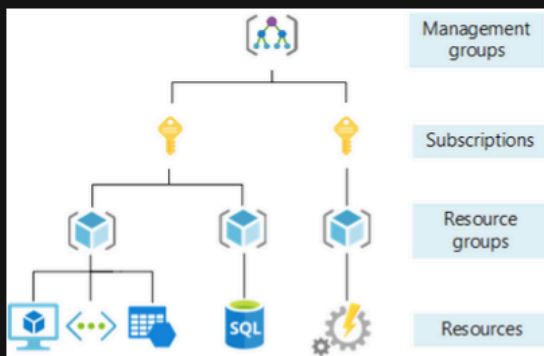 Management
groups
Subscriptions
Resource
groups
SQL
Resources